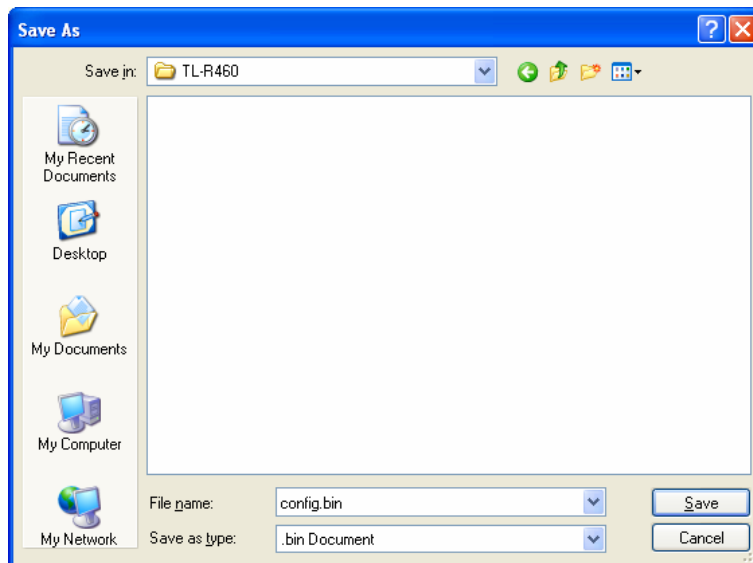 Save As
Save in: TL-R460
My Recent
Documents
Desktop
My Documents
My Computer
My Network
File name: config.bin
Save
Save as type: .bin Document
Cancel